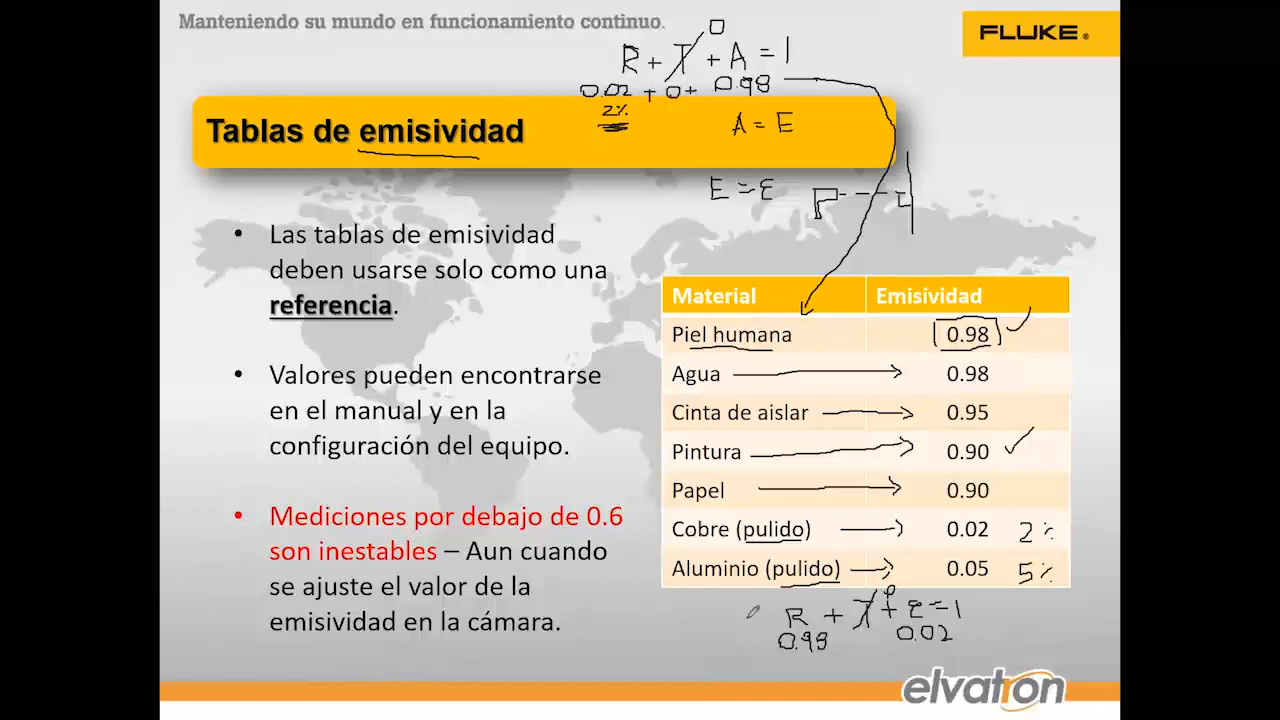 Manteniendo su mundo en funcionamiento continuo.
FLUKE®
R + T + A = 1
0
0.02 + 0 + 0.98
2%
Tablas de emisividad
A = E
E = ε
Las tablas de emisividad
deben usarse solo como una
referencia.
Valores pueden encontrarse
en el manual y en la
configuración del equipo.
Mediciones por debajo de 0.6
son inestables – Aun cuando
se ajuste el valor de la
emisividad en la cámara.
Material Emisividad
Piel humana 0.98
Agua 0.98
Cinta de aislar 0.95
Pintura 0.90
Papel 0.90
Cobre (pulido) 0.02 2%
Aluminio (pulido) 0.05 5%
R + T + ε = 1
0
0.98 0.02
elvatron